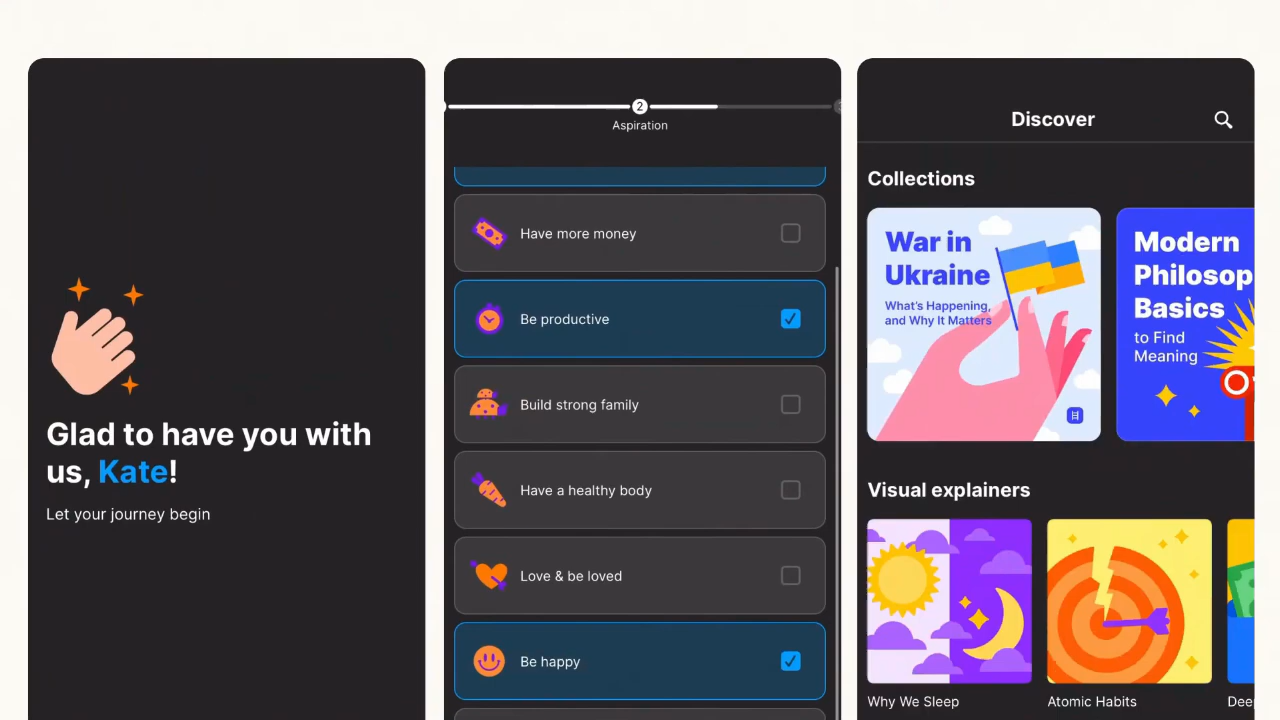 Glad to have you with
us, Kate!
Let your journey begin
2
Aspiration
Have more money
Be productive
Build strong family
Have a healthy body
Love & be loved
Be happy
Discover
Collections
War in
Ukraine
What's Happening,
and Why It Matters
Modern
Philosop
Basics
to Find
Meaning
Visual explainers
Why We Sleep
Atomic Habits
Deep